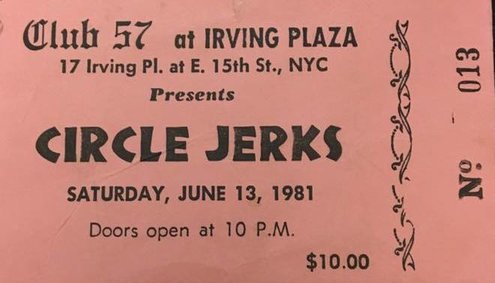 Club 57 at IRVING PLAZA
17 Irving Pl. at E. 15th St., NYC
Presents
CIRCLE JERKS
SATURDAY, JUNE 13, 1981
Doors open at 10 P.M.
$10.00
Nº 013